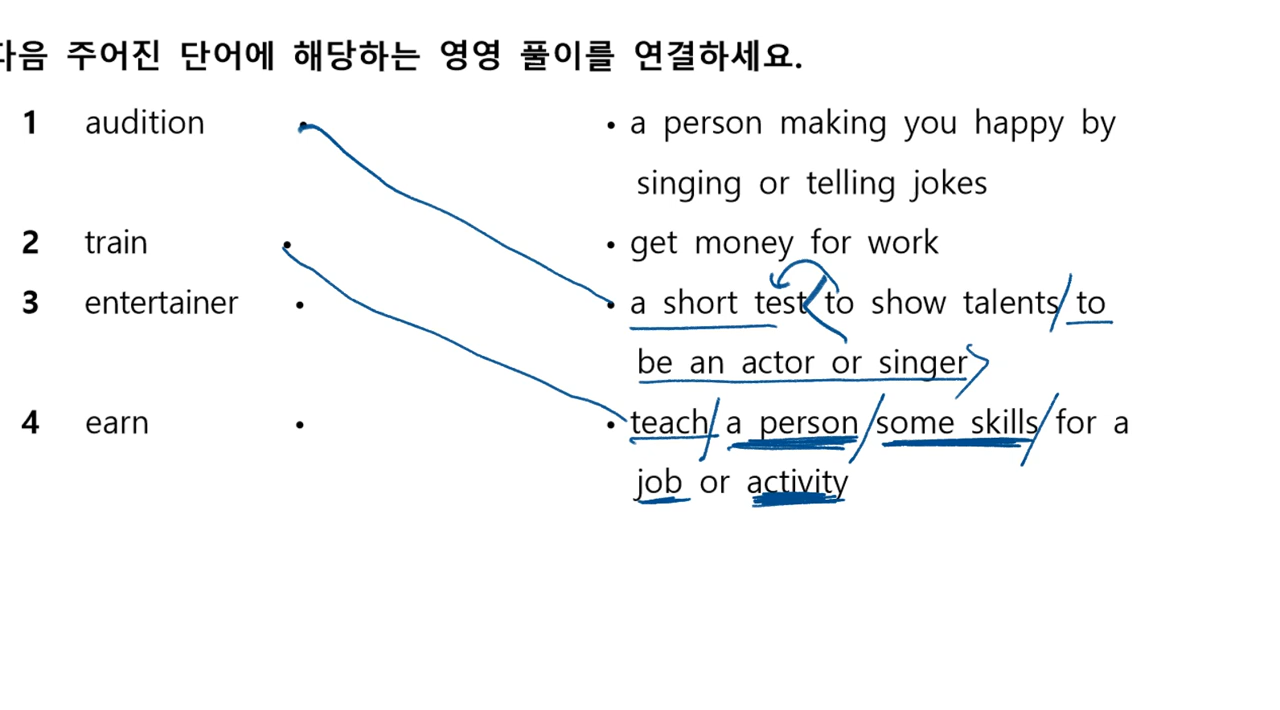 다음 주어진 단어에 해당하는 영영 풀이를 연결하세요.
1 audition • • a person making you happy by
singing or telling jokes
2 train • • get money for work
3 entertainer • • a short test to show talents to
be an actor or singer
4 earn • • teach a person some skills for a
job or activity